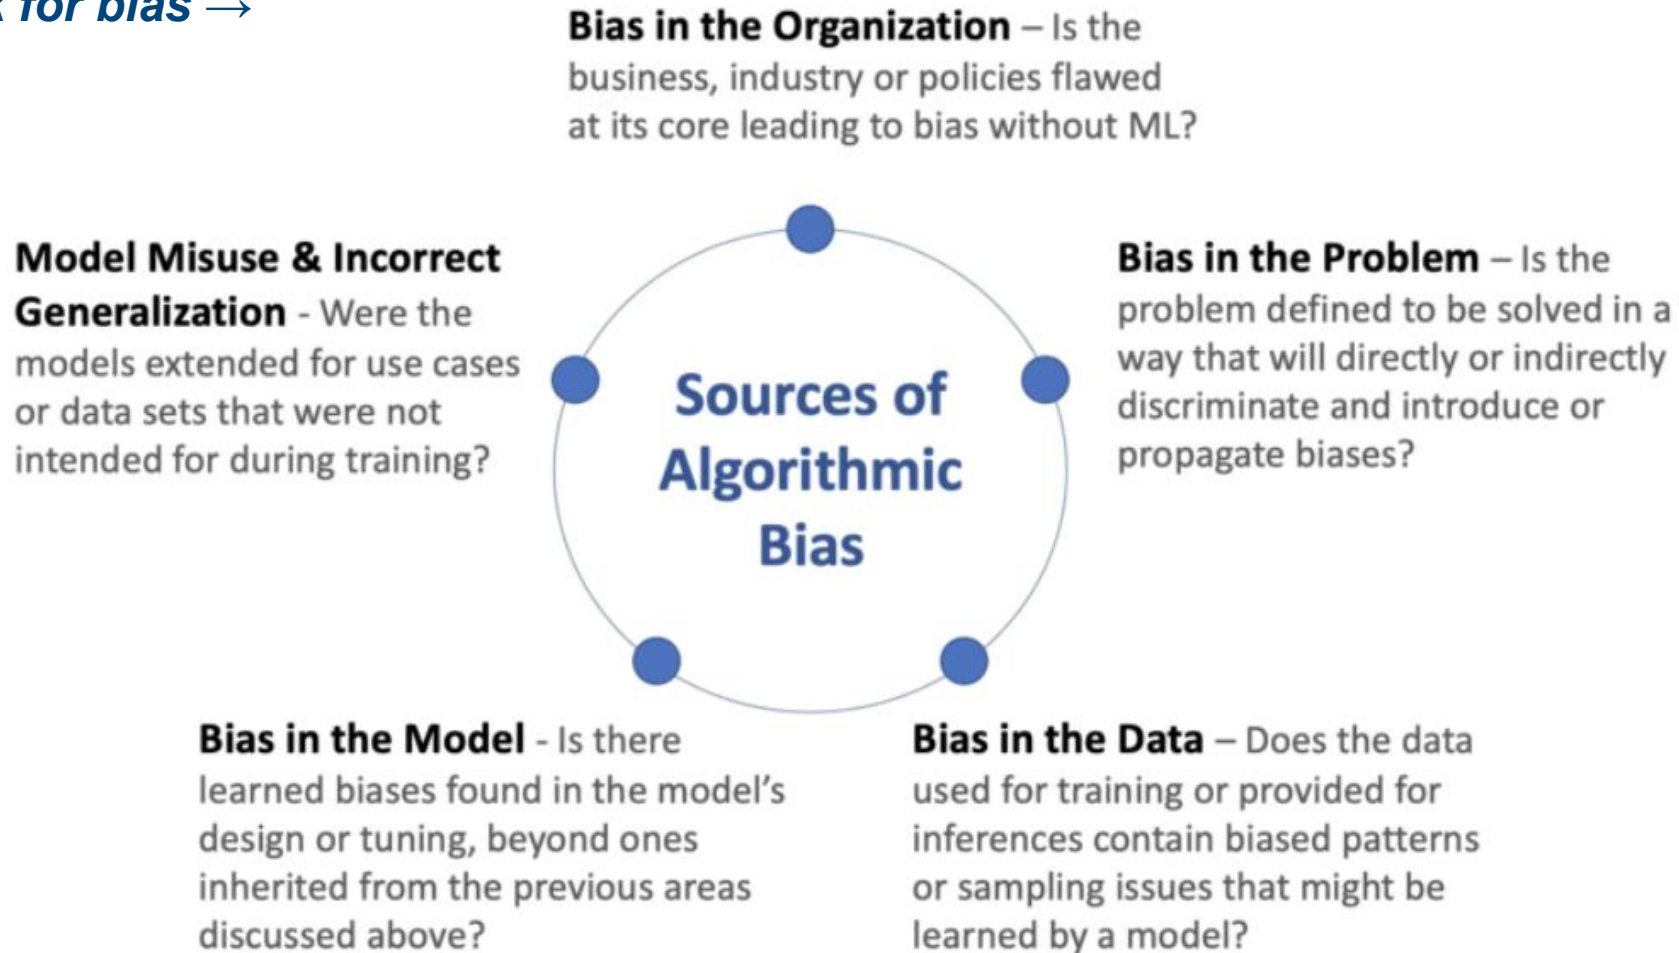 for bias →
Bias in the Organization – Is the
business, industry or policies flawed
at its core leading to bias without ML?
Model Misuse & Incorrect
Generalization - Were the
models extended for use cases
or data sets that were not
intended for during training?
Bias in the Problem – Is the
problem defined to be solved in a
way that will directly or indirectly
discriminate and introduce or
propagate biases?
Sources of
Algorithmic
Bias
Bias in the Model - Is there
learned biases found in the model’s
design or tuning, beyond ones
inherited from the previous areas
discussed above?
Bias in the Data – Does the data
used for training or provided for
inferences contain biased patterns
or sampling issues that might be
learned by a model?